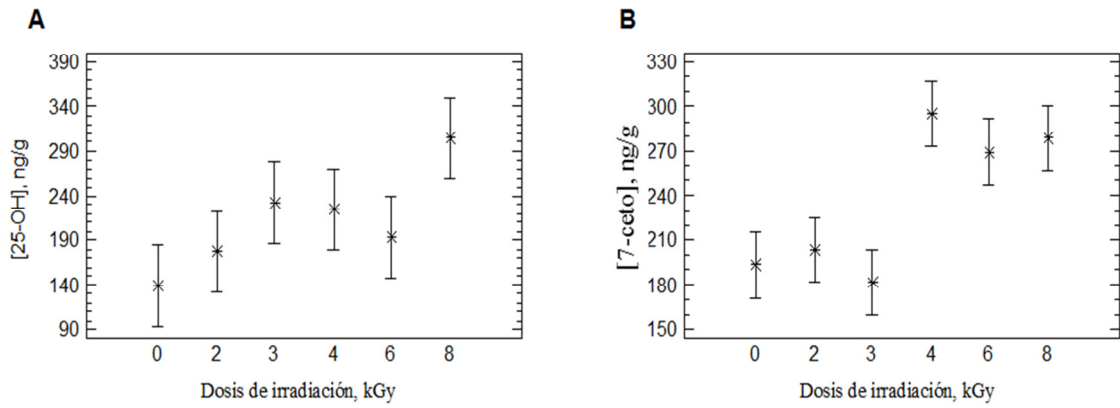 A
390
340
290
240
190
140
90
[25-OH], ng/g
0 2 3 4 6 8
Dosis de irradiación, kGy
B
330
300
270
240
210
180
150
[7-ceto], ng/g
0 2 3 4 6 8
Dosis de irradiación, kGy